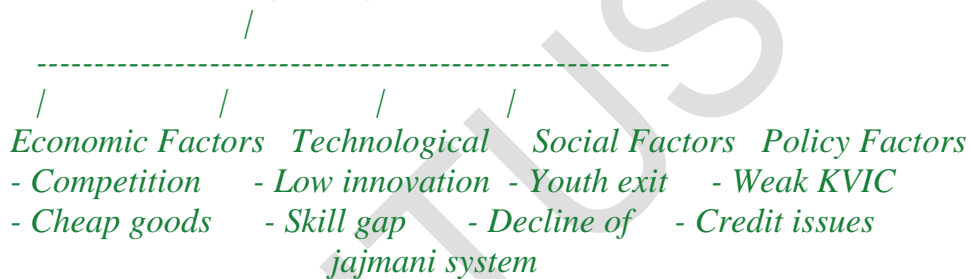 /
-------------------------------------------------------
/ / / /
Economic Factors Technological Social Factors Policy Factors
- Competition - Low innovation - Youth exit - Weak KVIC
- Cheap goods - Skill gap - Decline of - Credit issues
jajmani system
TUS